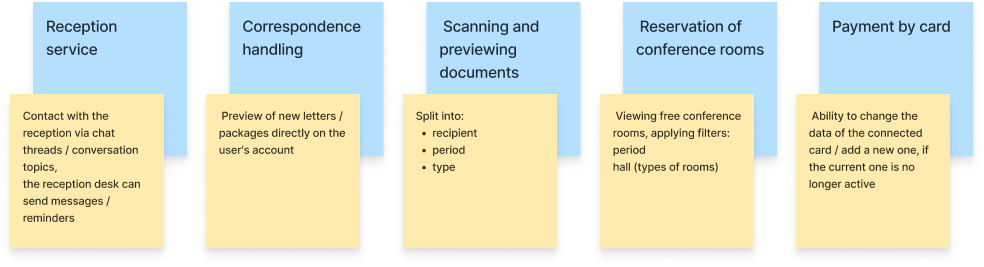 Reception
service
Contact with the
reception via chat
threads / conversation
topics,
the reception desk can
send messages /
reminders
Correspondence
handling
Preview of new letters /
packages directly on the
user's account
Scanning and
previewing
documents
Split into:
• recipient
• period
• type
Reservation of
conference rooms
Viewing free conference
rooms, applying filters:
period
hall (types of rooms)
Payment by card
Ability to change the
data of the connected
card / add a new one, if
the current one is no
longer active